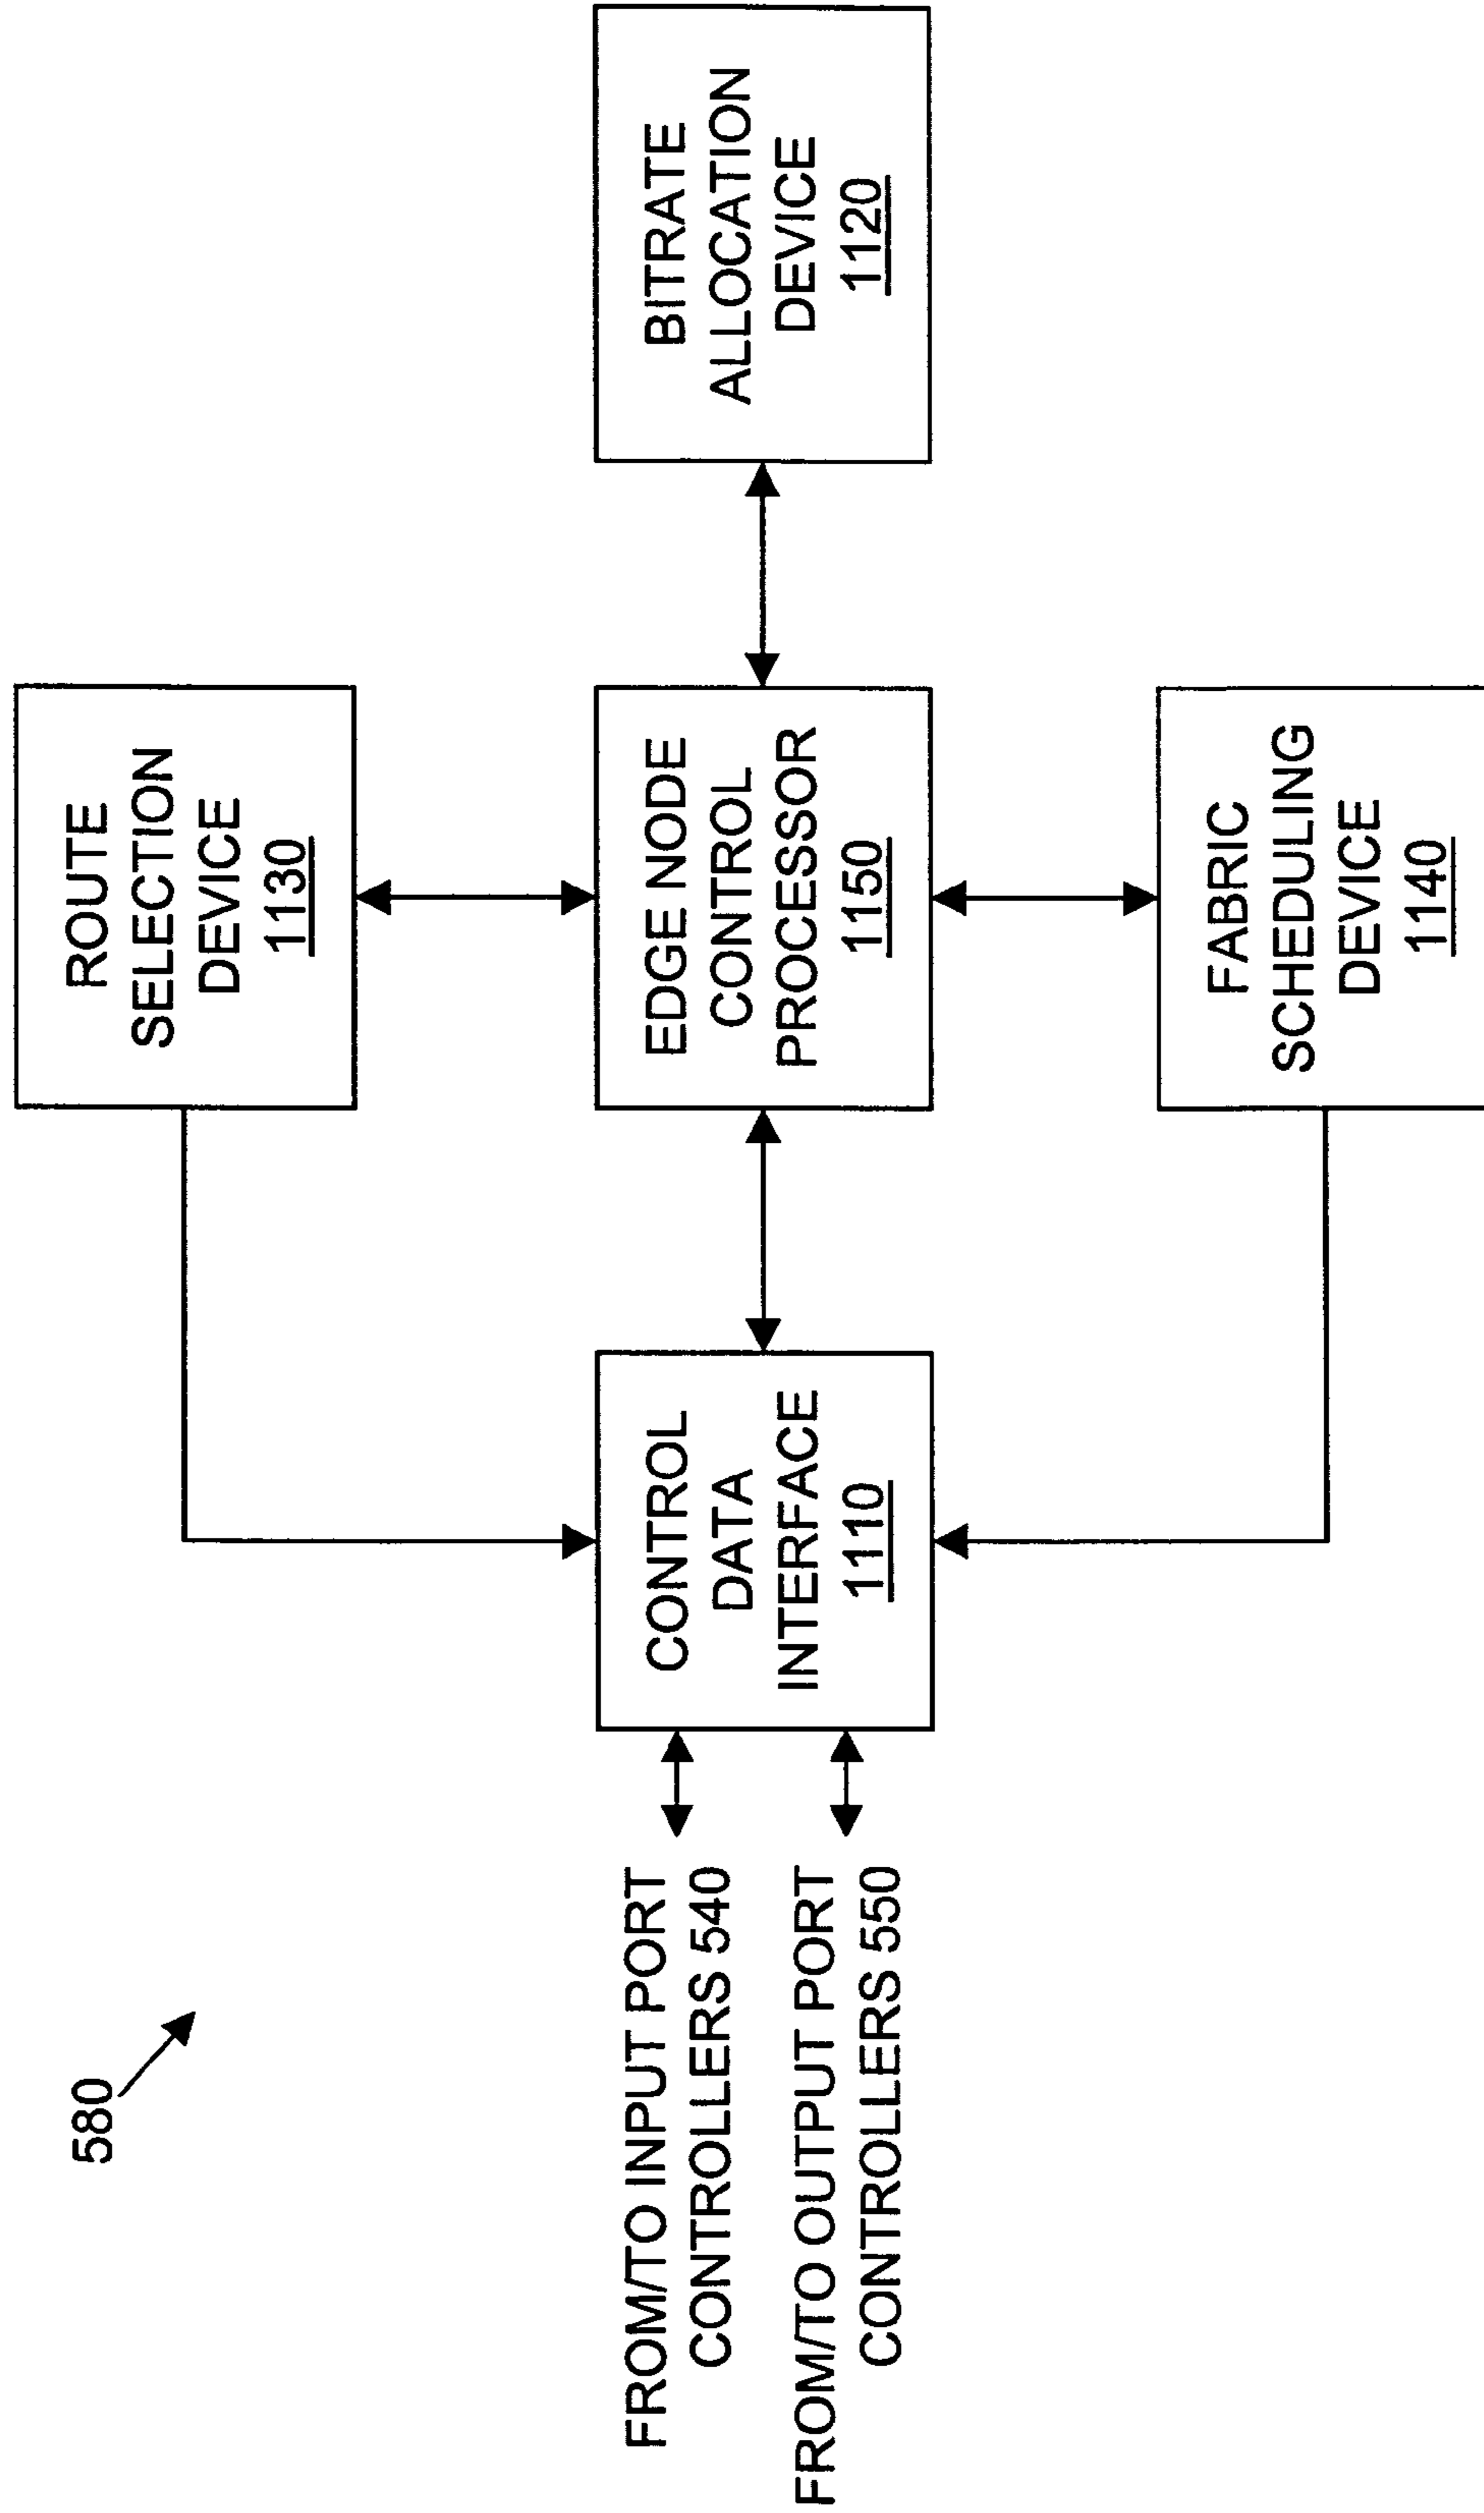 580
ROUTE
SELECTION
DEVICE
1130
FROM/TO INPUT PORT
CONTROLLERS 540
FROM/TO OUTPUT PORT
CONTROLLERS 550
CONTROL
DATA
INTERFACE
1110
EDGE NODE
CONTROL
PROCESSOR
1150
BITRATE
ALLOCATION
DEVICE
1120
FABRIC
SCHEDULING
DEVICE
1140